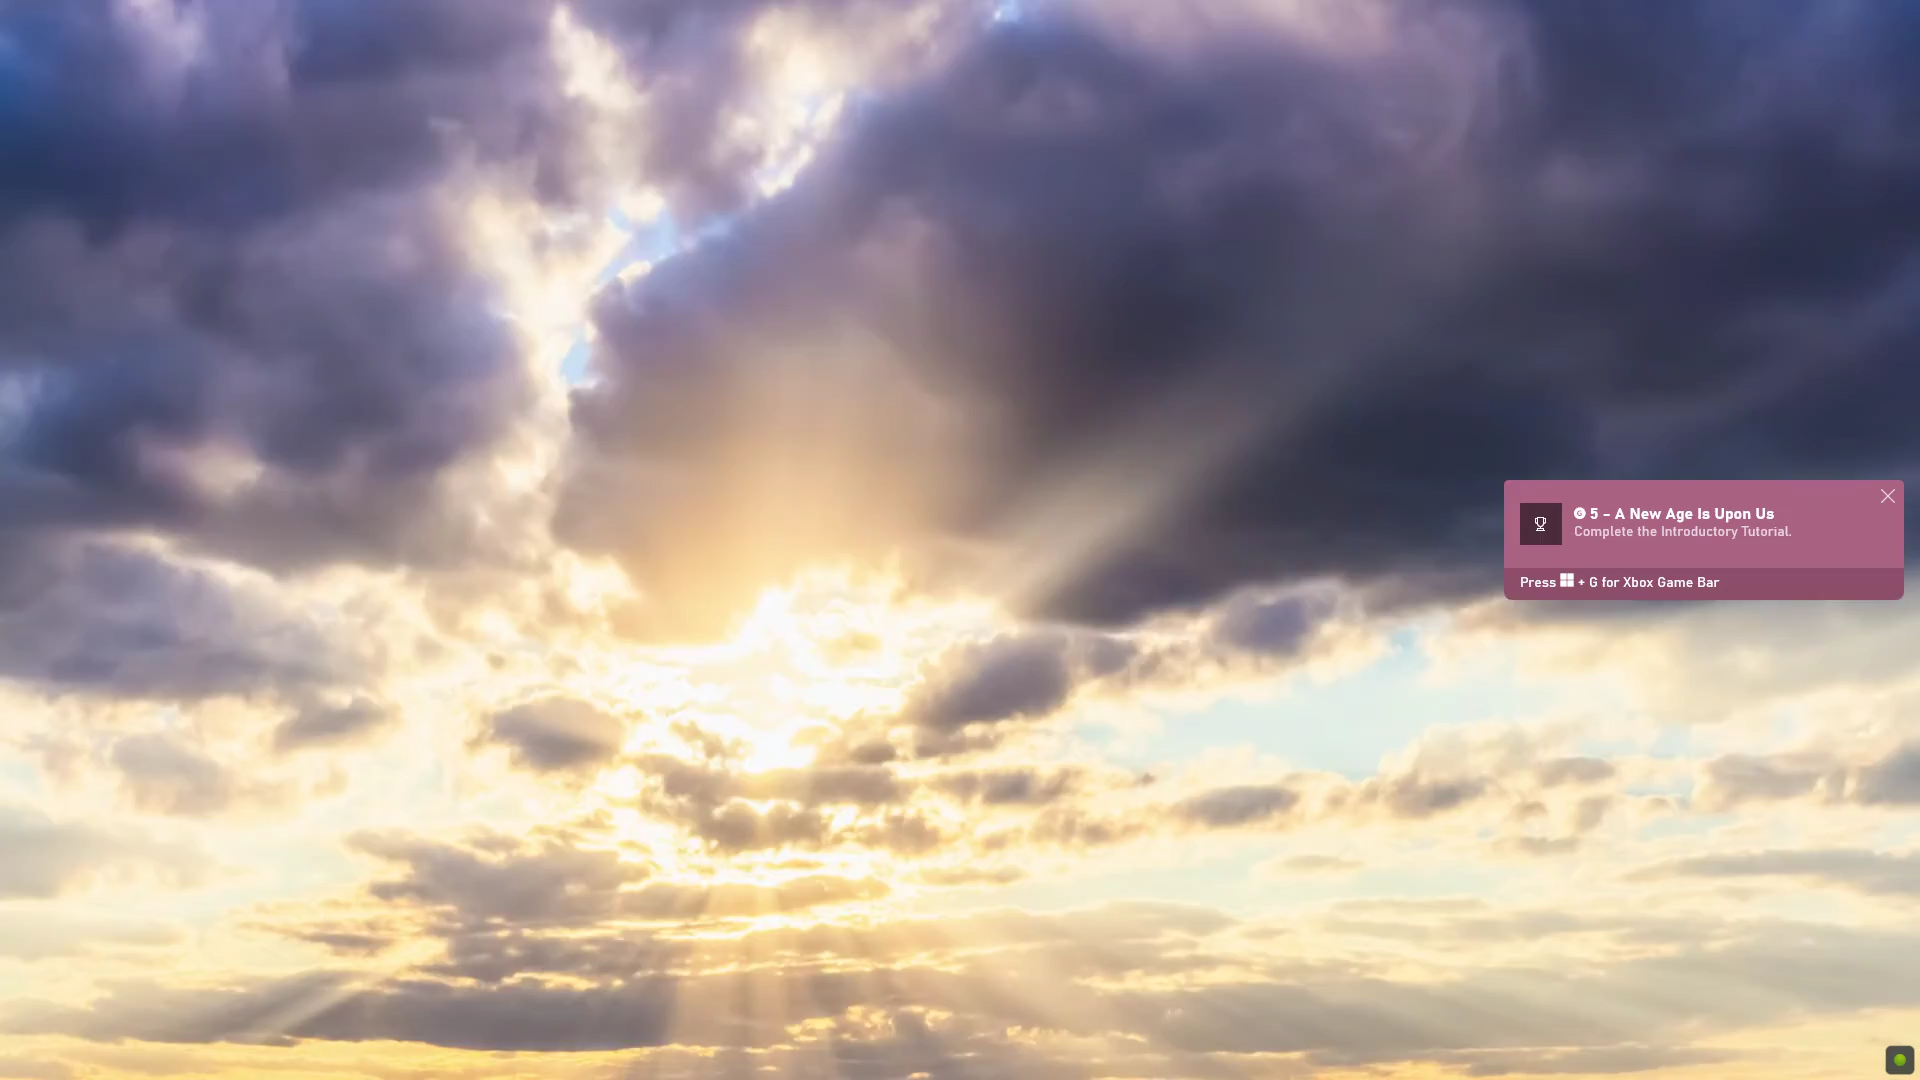 G 5 - A New Age Is Upon Us
Complete the Introductory Tutorial.
Press + G for Xbox Game Bar